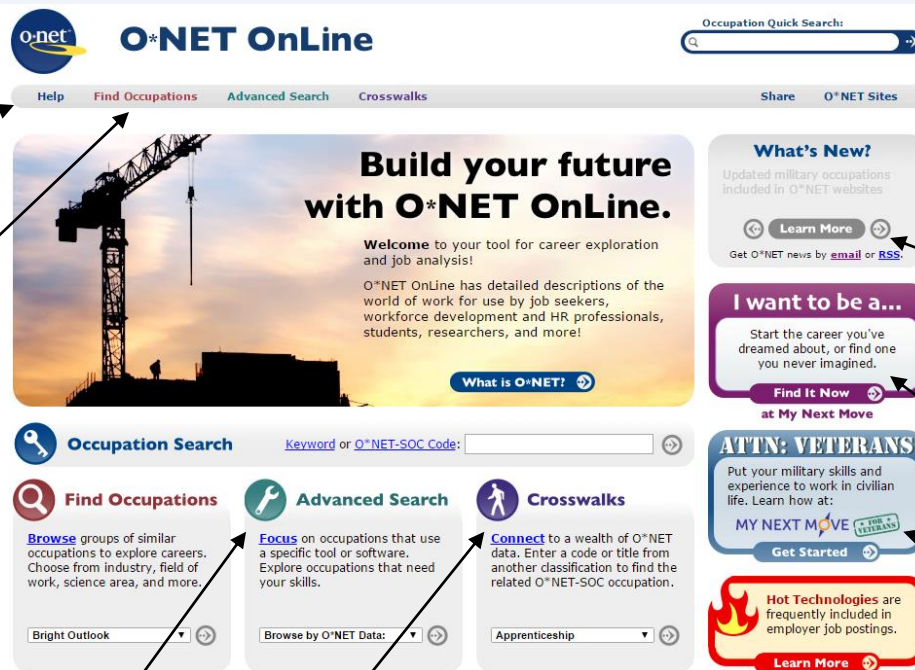 o·net
O*NET OnLine
Occupation Quick Search:
Help Find Occupations Advanced Search Crosswalks Share O*NET Sites
Build your future
with O*NET OnLine.
Welcome to your tool for career exploration
and job analysis!
O*NET OnLine has detailed descriptions of the
world of work for use by job seekers,
workforce development and HR professionals,
students, researchers, and more!
What is O*NET?
What's New?
Updated military occupations
included in O*NET websites
Learn More
Get O*NET news by email or RSS.
I want to be a...
Start the career you've
dreamed about, or find one
you never imagined.
Find It Now
at My Next Move
Occupation Search Keyword or O*NET-SOC Code:
ATTN: VETERANS
Put your military skills and
experience to work in civilian
life. Learn how at:
MY NEXT MOVE FOR VETERANS
Get Started
Find Occupations
Browse groups of similar
occupations to explore careers.
Choose from industry, field of
work, science area, and more.
Bright Outlook
Advanced Search
Focus on occupations that use
a specific tool or software.
Explore occupations that need
your skills.
Browse by O*NET Data:
Crosswalks
Connect to a wealth of O*NET
data. Enter a code or title from
another classification to find the
related O*NET-SOC occupation.
Apprenticeship
Hot Technologies are
frequently included in
employer job postings.
Learn More